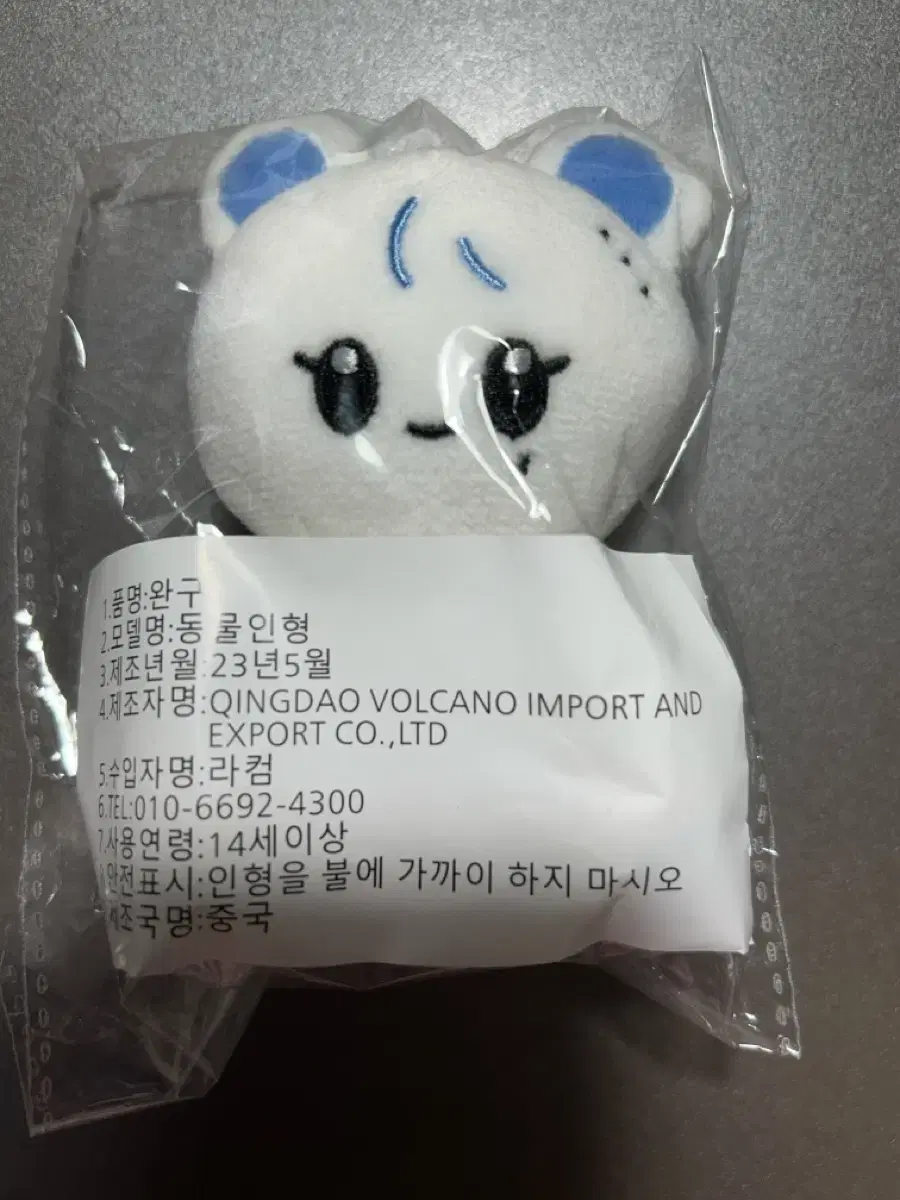 1.품명:완구
2.모델명:동물인형
3.제조년월:23년5월
4.제조자명:QINGDAO VOLCANO IMPORT AND
EXPORT CO.,LTD
5.수입자명:라컴
6.TEL:010-6692-4300
7.사용연령:14세이상
안전표시:인형을 불에 가까이 하지 마시오
제조국명:중국